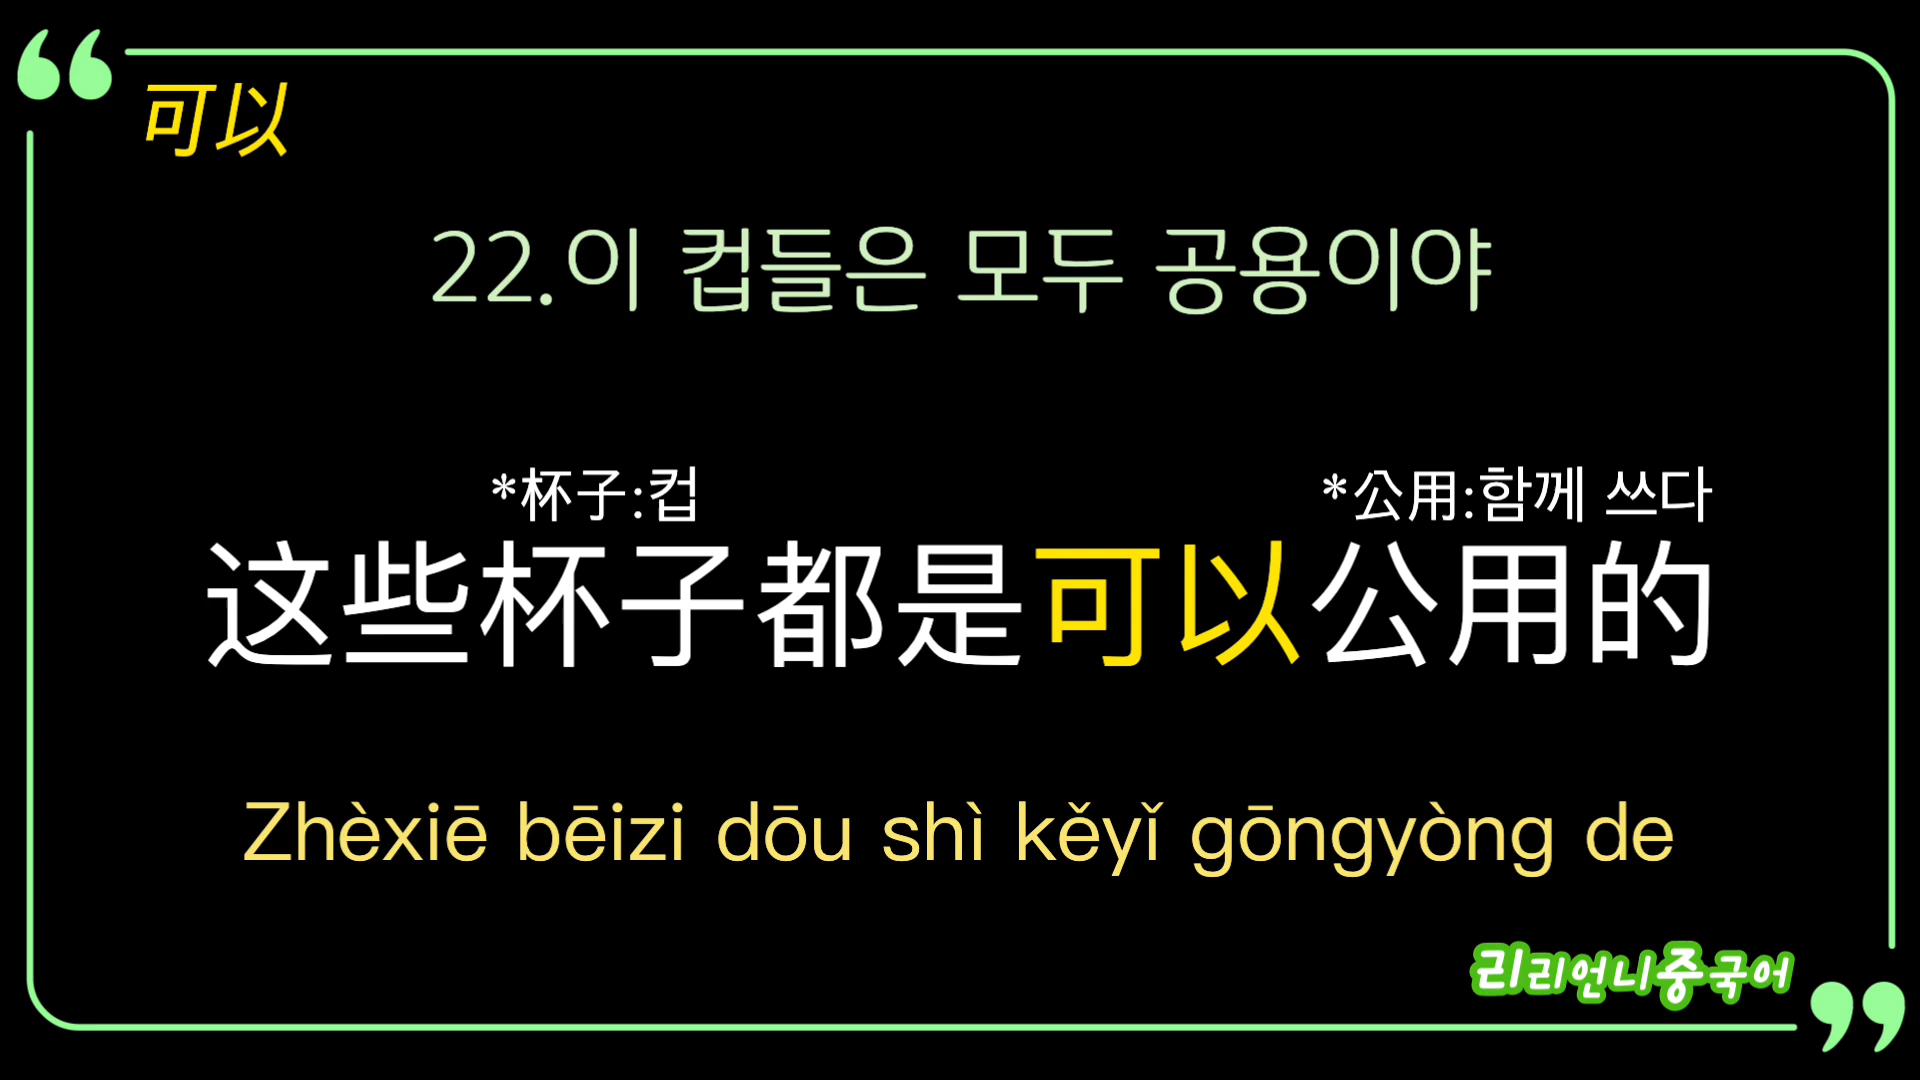 可以
22.이 컵들은 모두 공용이야
*杯子:컵 *公用:함께 쓰다
这些杯子都是可以公用的
Zhèxiē bēizi dōu shì kěyǐ gōngyòng de
리리언니중국어